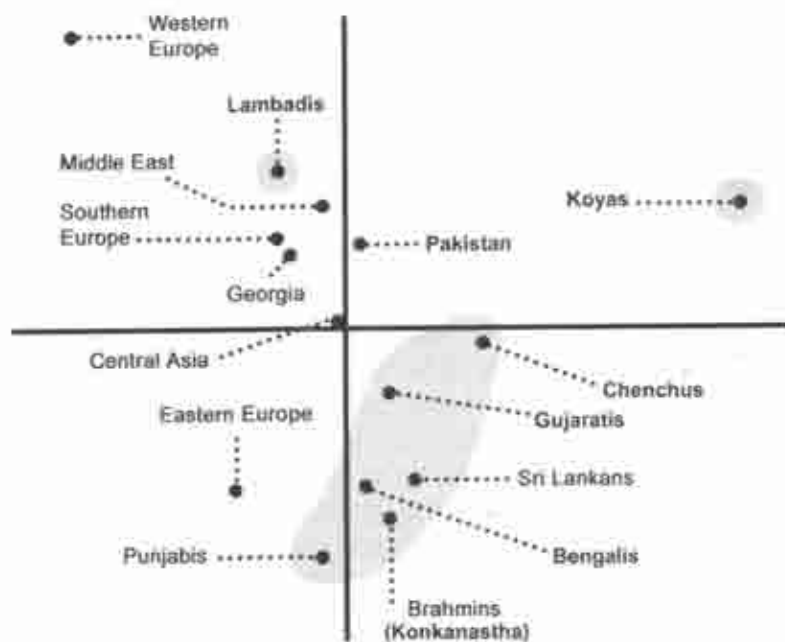 Western
Europe
Lambadis
Middle East
Koyas
Southern
Europe
Pakistan
Georgia
Central Asia
Chenchus
Eastern Europe
Gujaratis
Sri Lankans
Punjabis
Bengalis
Brahmins
(Konkanastha)